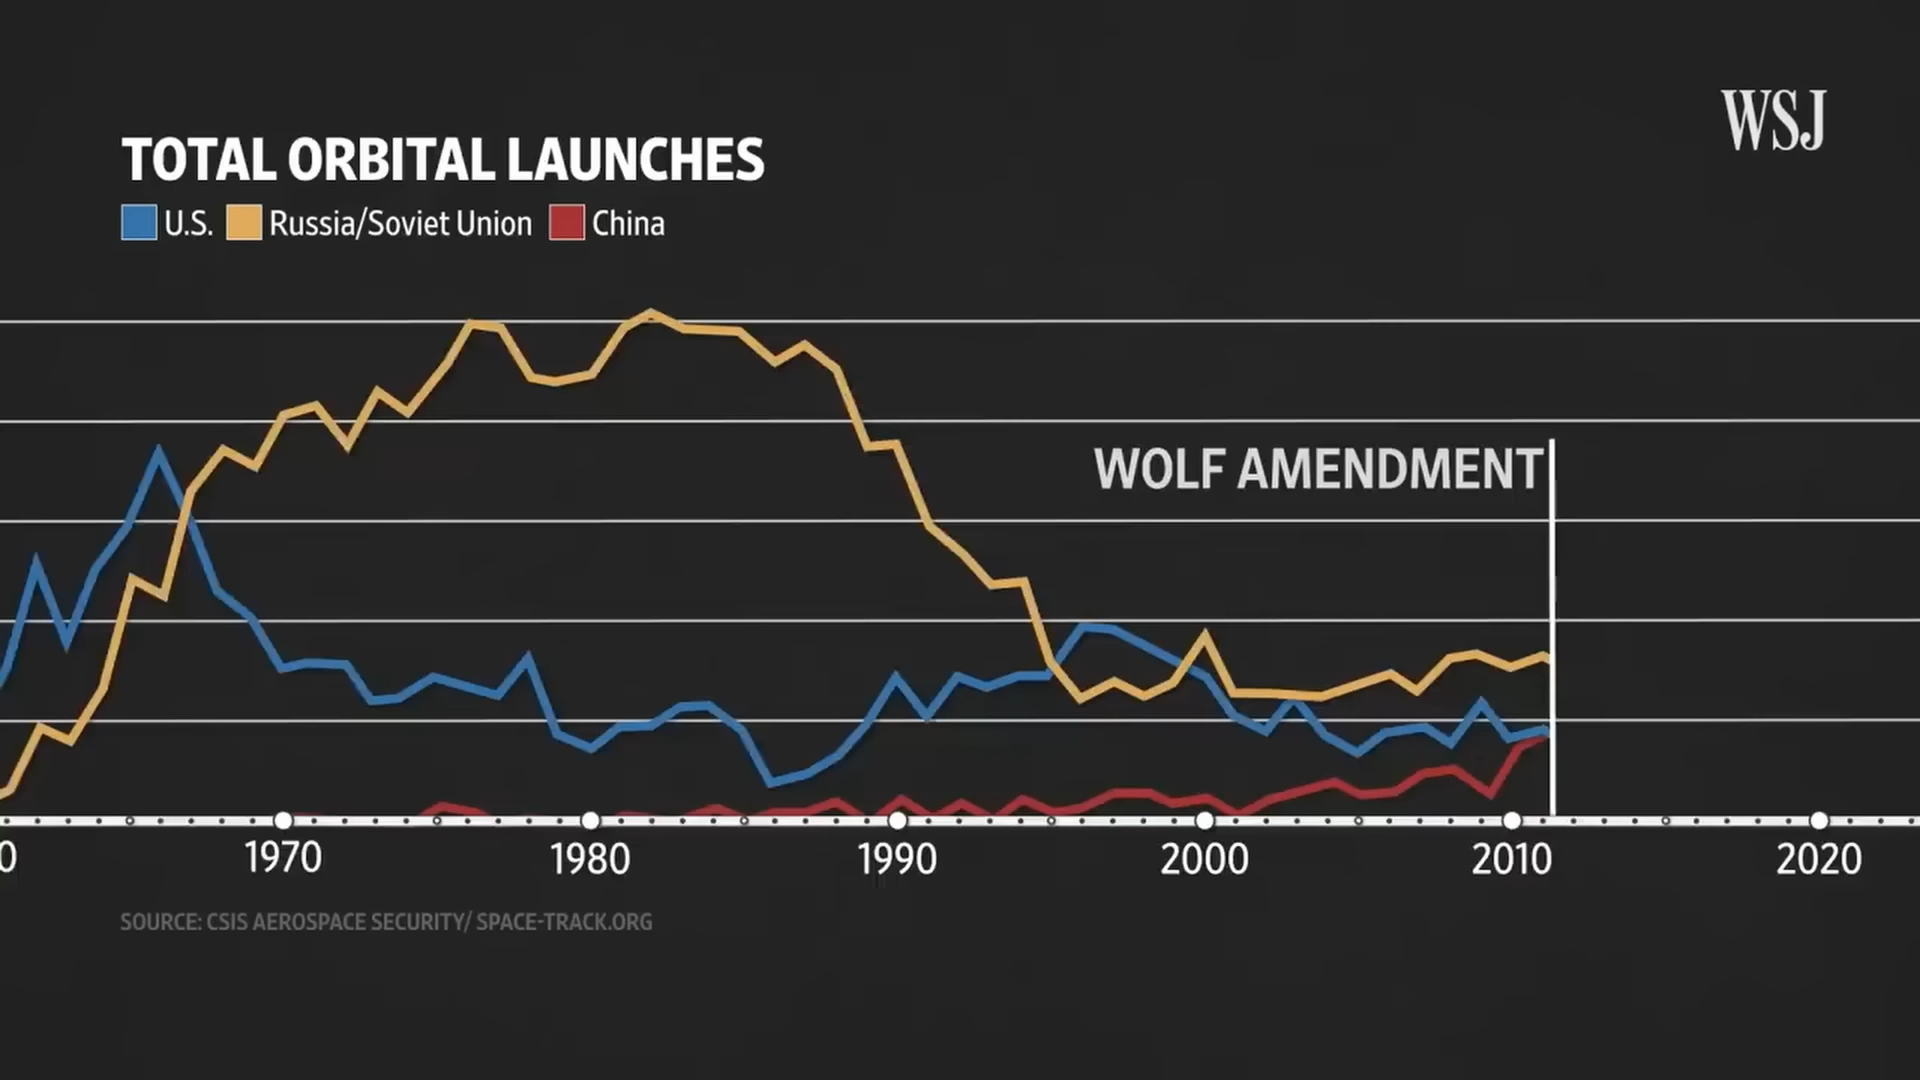 WSJ
TOTAL ORBITAL LAUNCHES
U.S. Russia/Soviet Union China
WOLF AMENDMENT
0 1970 1980 1990 2000 2010 2020
SOURCE: CSIS AEROSPACE SECURITY/ SPACE-TRACK.ORG